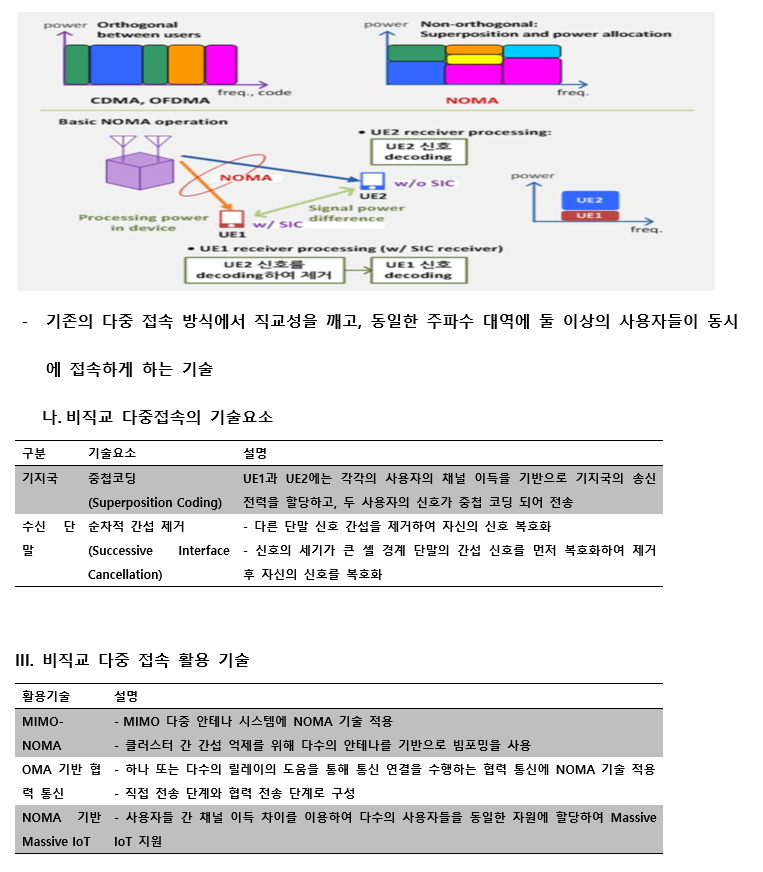 power Orthogonal
between users
freq., code
CDMA, OFDMA
power Non-orthogonal:
Superposition and power allocation
freq.
NOMA
Basic NOMA operation
NOMA
Processing power
in device
UE1
w/ SIC
Signal power
difference
UE2
w/o SIC
• UE2 receiver processing:
UE2 신호
decoding
power
UE2
UE1
freq.
• UE1 receiver processing (w/ SIC receiver)
UE2 신호를
decoding하여 제거
UE1 신호
decoding
- 기존의 다중 접속 방식에서 직교성을 깨고, 동일한 주파수 대역에 둘 이상의 사용자들이 동시
에 접속하게 하는 기술
나. 비직교 다중접속의 기술요소
구분 기술요소 설명
기지국 중첩코딩 UE1과 UE2에는 각각의 사용자의 채널 이득을 기반으로 기지국의 송신
(Superposition Coding) 전력을 할당하고, 두 사용자의 신호가 중첩 코딩 되어 전송
수신 단 순차적 간섭 제거 - 다른 단말 신호 간섭을 제거하여 자신의 신호 복호화
말 (Successive Interface - 신호의 세기가 큰 셀 경계 단말의 간섭 신호를 먼저 복호화하여 제거
Cancellation) 후 자신의 신호를 복호화
III. 비직교 다중 접속 활용 기술
활용기술 설명
MIMO- - MIMO 다중 안테나 시스템에 NOMA 기술 적용
NOMA - 클러스터 간 간섭 억제를 위해 다수의 안테나를 기반으로 빔포밍을 사용
OMA 기반 협 - 하나 또는 다수의 릴레이의 도움을 통해 통신 연결을 수행하는 협력 통신에 NOMA 기술 적용
력 통신 - 직접 전송 단계와 협력 전송 단계로 구성
NOMA 기반 - 사용자들 간 채널 이득 차이를 이용하여 다수의 사용자들을 동일한 자원에 할당하여 Massive
Massive IoT IoT 지원